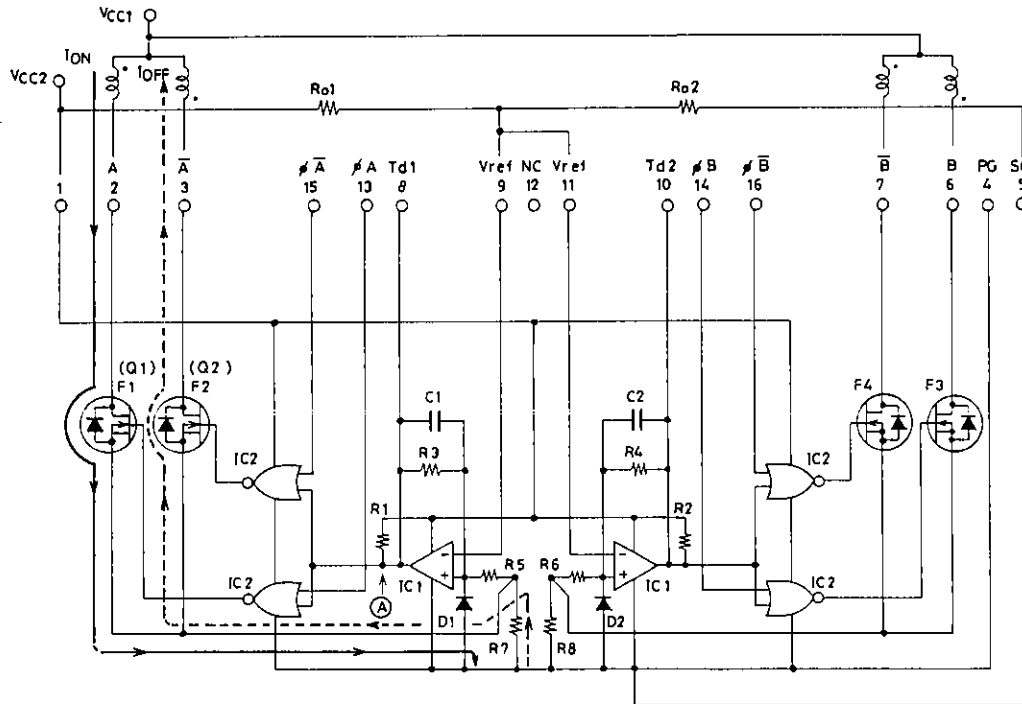 VCC1
ION
IOFF
VCC2
Ro1
Ro2
A
A̅
ø A̅
ø A
Td1
Vref
NC
Vref
Td2
ø B
ø B̅
B̅
B
PG
1
2
3
15
13
8
9
12
11
10
14
16
7
6
4
5
(Q1)
F1
(Q2)
F2
C1
C2
F4
F3
R3
R4
IC2
IC2
R1
R2
IC1
-
+
R5
R6
-
+
IC1
IC2
IC2
A
D1
D2
R7
R8